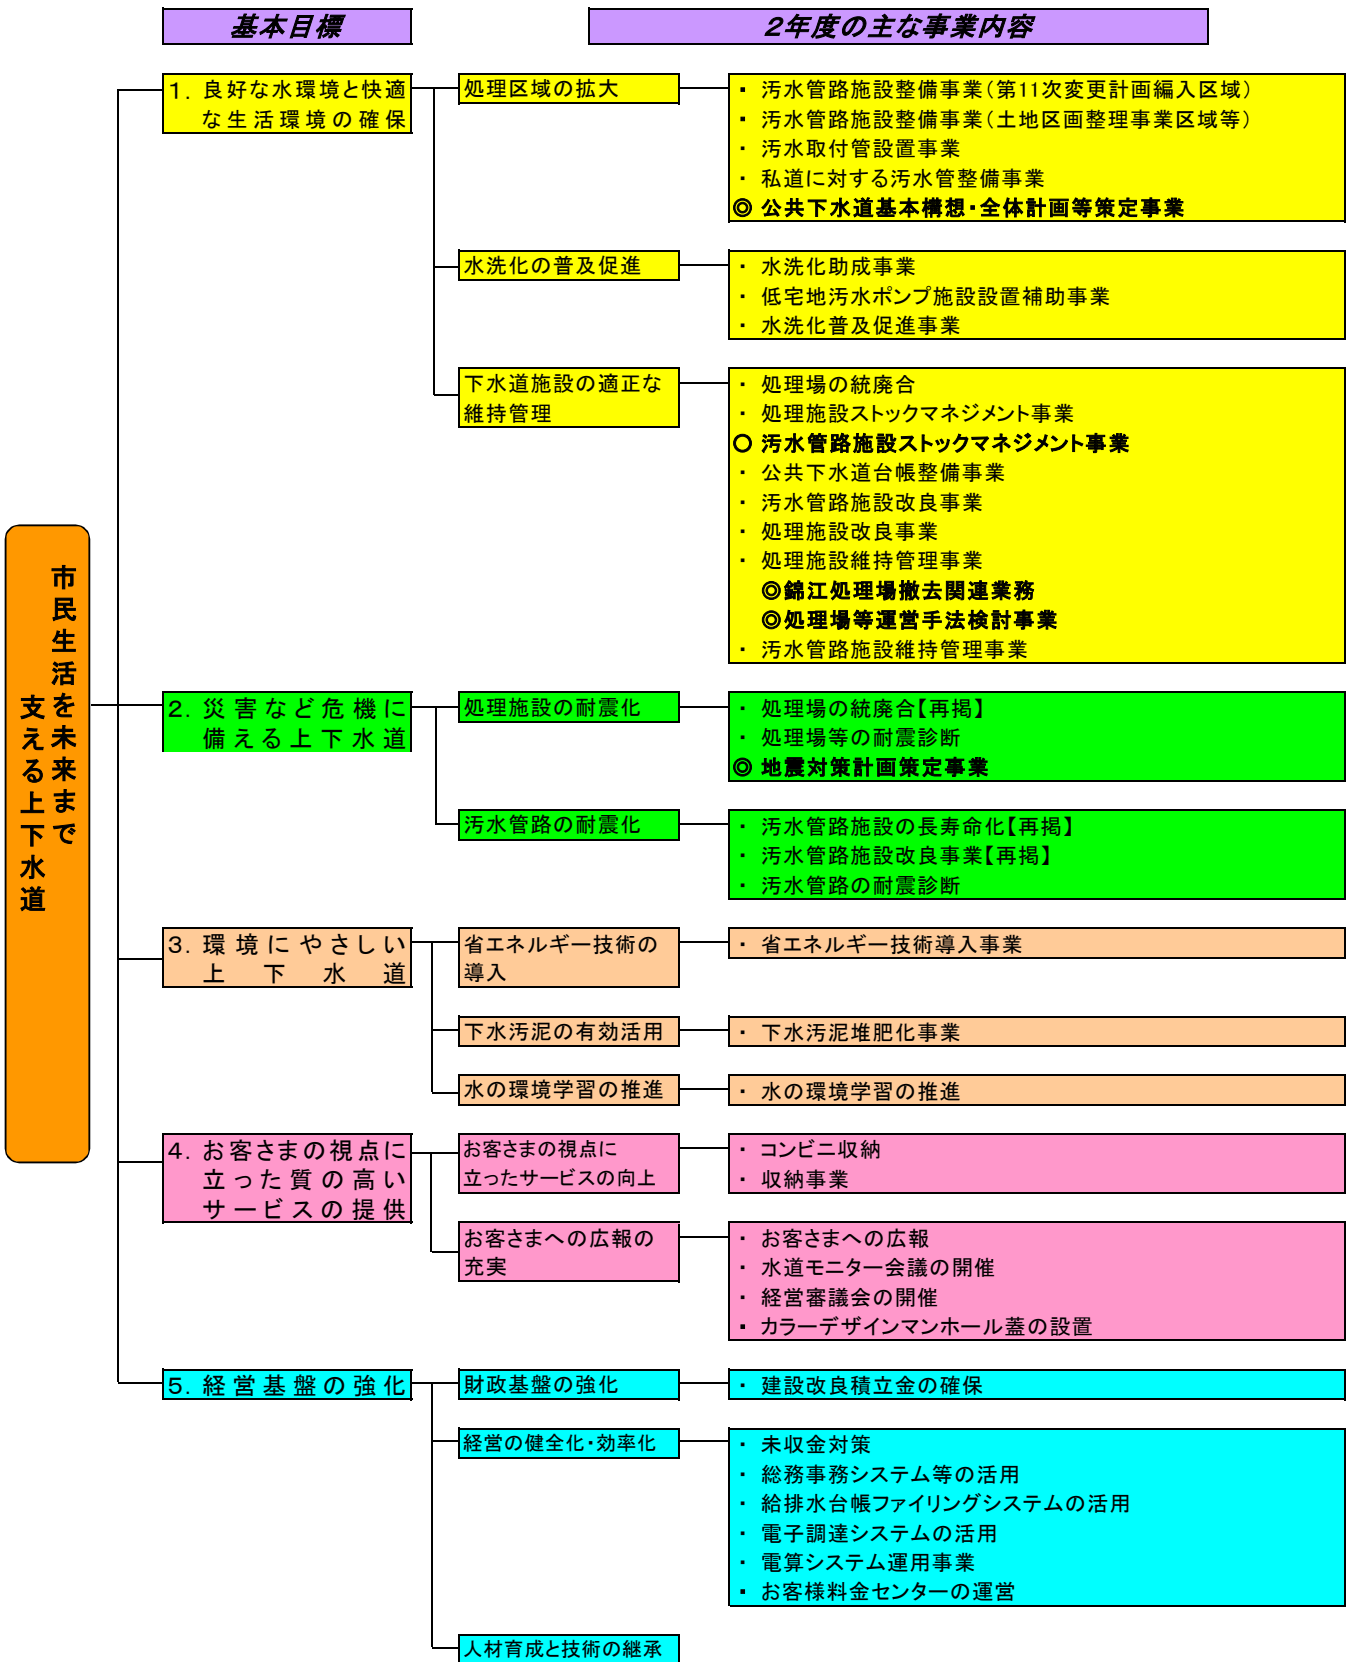 基本目標
2年度の主な事業内容
市民生活を未来まで
支える上下水道
1. 良好な水環境と快適
な生活環境の確保
処理区域の拡大
・ 汚水管路施設整備事業(第11次変更計画編入区域)
・ 汚水管路施設整備事業(土地区画整理事業区域等)
・ 汚水取付管設置事業
・ 私道に対する汚水管整備事業
◎ 公共下水道基本構想・全体計画等策定事業
水洗化の普及促進
・ 水洗化助成事業
・ 低宅地汚水ポンプ施設設置補助事業
・ 水洗化普及促進事業
下水道施設の適正な
維持管理
・ 処理場の統廃合
・ 処理施設ストックマネジメント事業
○ 汚水管路施設ストックマネジメント事業
・ 公共下水道台帳整備事業
・ 汚水管路施設改良事業
・ 処理施設改良事業
・ 処理施設維持管理事業
◎錦江処理場撤去関連業務
◎処理場等運営手法検討事業
・ 汚水管路施設維持管理事業
2. 災害など危機に
備える上下水道
処理施設の耐震化
・ 処理場の統廃合【再掲】
・ 処理場等の耐震診断
◎ 地震対策計画策定事業
汚水管路の耐震化
・ 汚水管路施設の長寿命化【再掲】
・ 汚水管路施設改良事業【再掲】
・ 汚水管路の耐震診断
3. 環境にやさしい
上下水道
省エネルギー技術の
導入
・ 省エネルギー技術導入事業
下水汚泥の有効活用
・ 下水汚泥堆肥化事業
水の環境学習の推進
・ 水の環境学習の推進
4. お客さまの視点に
立った質の高い
サービスの提供
お客さまの視点に
立ったサービスの向上
・ コンビニ収納
・ 収納事業
お客さまへの広報の
充実
・ お客さまへの広報
・ 水道モニター会議の開催
・ 経営審議会の開催
・ カラーデザインマンホール蓋の設置
5. 経営基盤の強化
財政基盤の強化
・ 建設改良積立金の確保
経営の健全化・効率化
・ 未収金対策
・ 総務事務システム等の活用
・ 給排水台帳ファイリングシステムの活用
・ 電子調達システムの活用
・ 電算システム運用事業
・ お客様料金センターの運営
人材育成と技術の継承